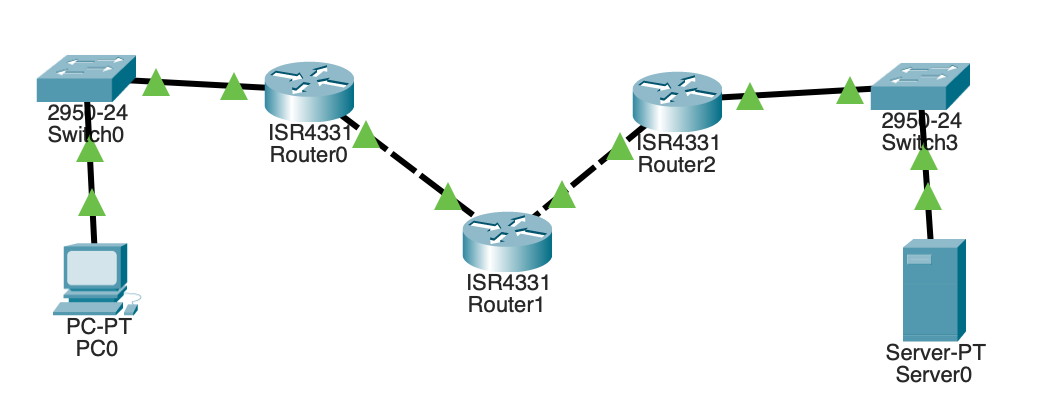 2950-24
Switch0
ISR4331
Router0
ISR4331
Router2
2950-24
Switch3
ISR4331
Router1
PC-PT
PC0
Server-PT
Server0